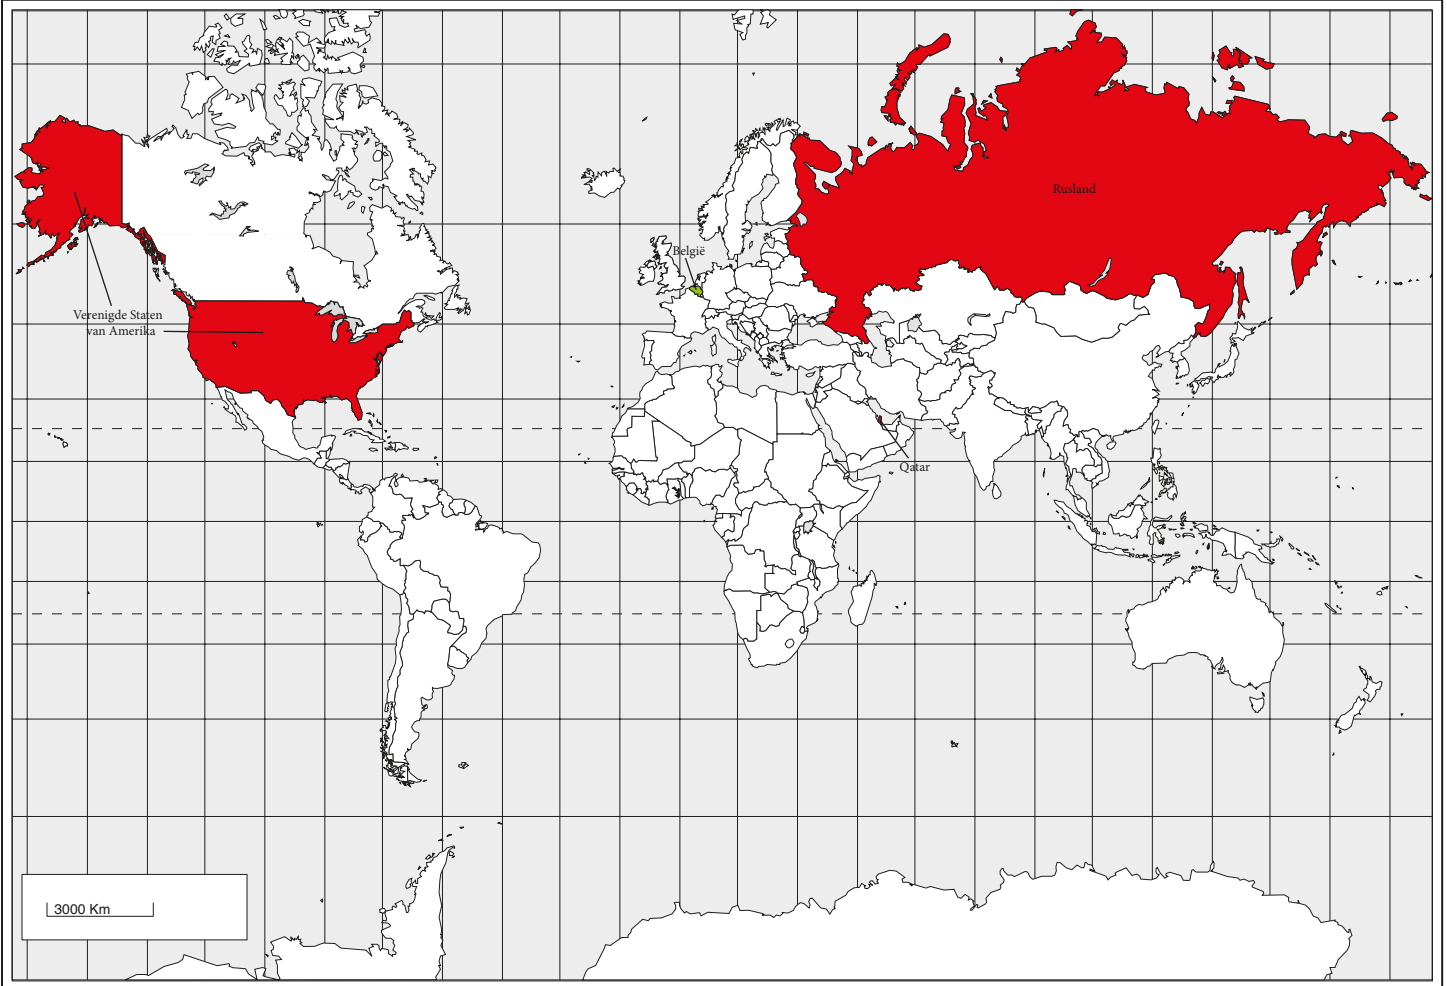 Rusland
België
Verenigde Staten
van Amerika
Qatar
3000 Km